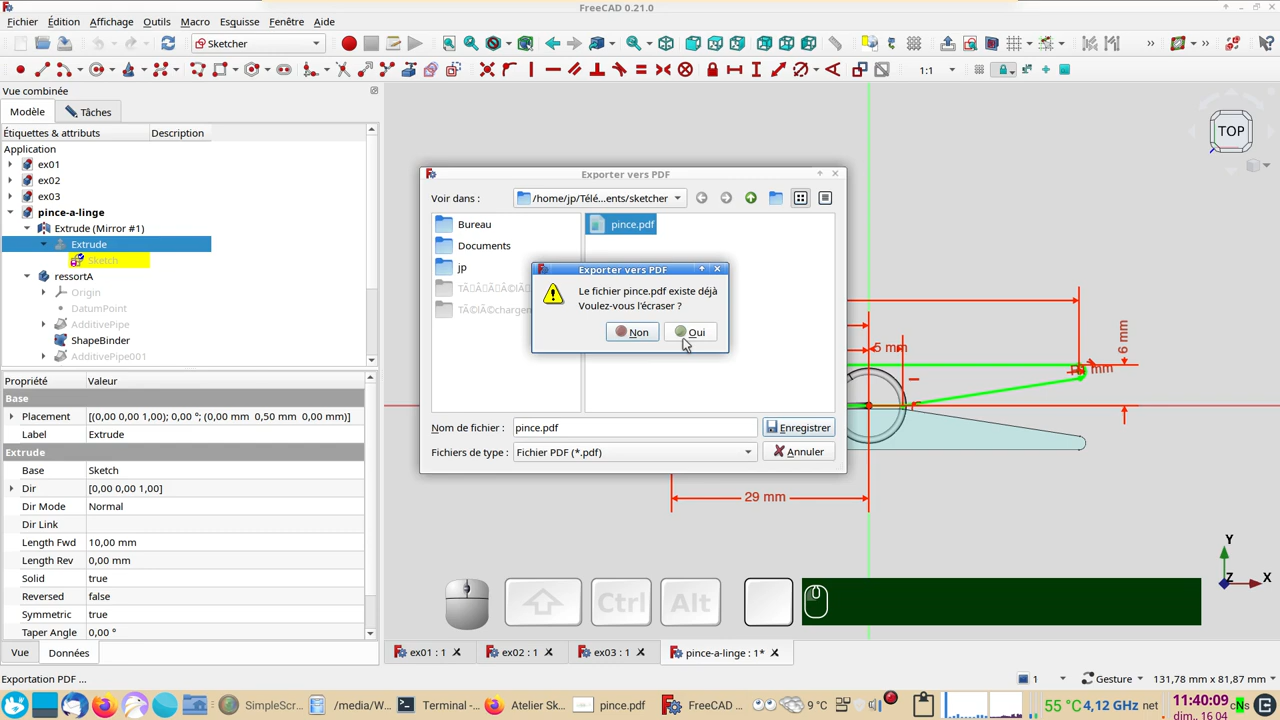 FreeCAD 0.21.0
Fichier Édition Affichage Outils Macro Esquisse Fenêtre Aide
Sketcher
1:1
Vue combinée
Modèle Tâches
Étiquettes & attributs Description
Application
ex01
ex02
ex03
pince-a-linge
Extrude (Mirror #1)
Extrude
Sketch
ressortA
Origin
DatumPoint
AdditivePipe
ShapeBinder
AdditivePipe001
Propriété Valeur
Base
Placement [(0,00 0,00 1,00); 0,00 °; (0,00 mm 0,50 mm 0,00 mm)]
Label Extrude
Extrude
Base Sketch
Dir [0,00 0,00 1,00]
Dir Mode Normal
Dir Link
Length Fwd 10,00 mm
Length Rev 0,00 mm
Solid true
Reversed false
Symmetric true
Taper Angle 0,00 °
Vue Données
Exporter vers PDF
Voir dans : /home/jp/Télé...ents/sketcher
Bureau
Documents
jp
pince.pdf
Exporter vers PDF
Le fichier pince.pdf existe déjà
Voulez-vous l'écraser ?
Non Oui
Nom de fichier : pince.pdf Enregistrer
Fichiers de type : Fichier PDF (*.pdf) Annuler
TOP
5 mm
6 mm
29 mm
Y
Z X
Ctrl Alt
ex01 : 1 ex02 : 1 ex03 : 1 pince-a-linge : 1*
Exportation PDF ... 1 Gesture 131,78 mm x 81,87 mm
SimpleScr... /media/W... Terminal -... Atelier Sk... pince.pdf FreeCAD ... 9 °C 55 °C 4,12 GHz net 11:40:09
dim., 16 04